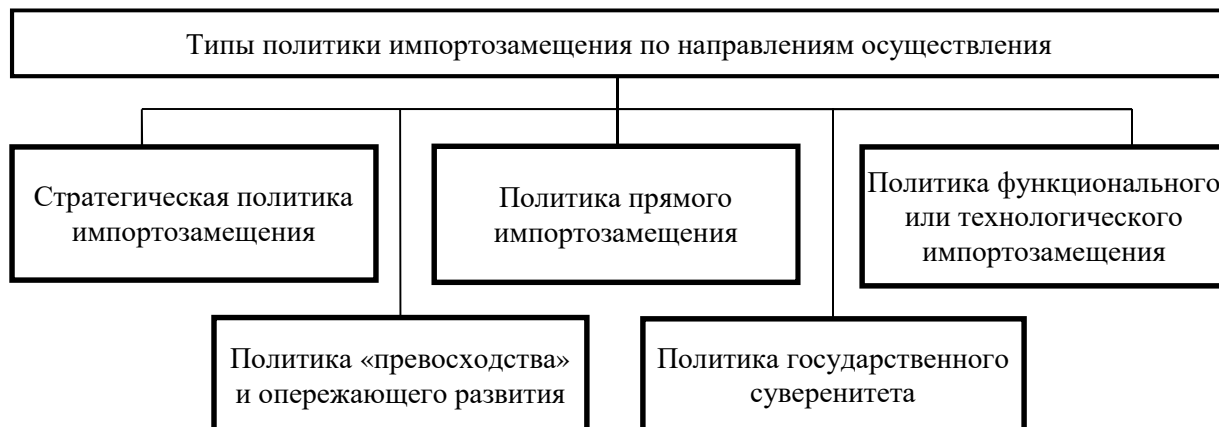 Типы политики импортозамещения по направлениям осуществления
Стратегическая политика
импортозамещения
Политика прямого
импортозамещения
Политика функционального
или технологического
импортозамещения
Политика «превосходства»
и опережающего развития
Политика государственного
суверенитета